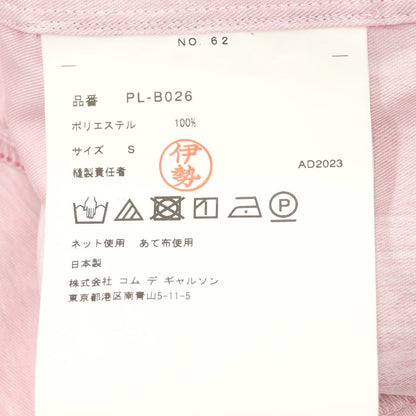 NO. 62
品番 PL-B026
ポリエステル 100%
サイズ S
縫製責任者 伊勢 AD2023
ネット使用 あて布使用
日本製
株式会社 コム デ ギャルソン
東京都港区南青山5-11-5